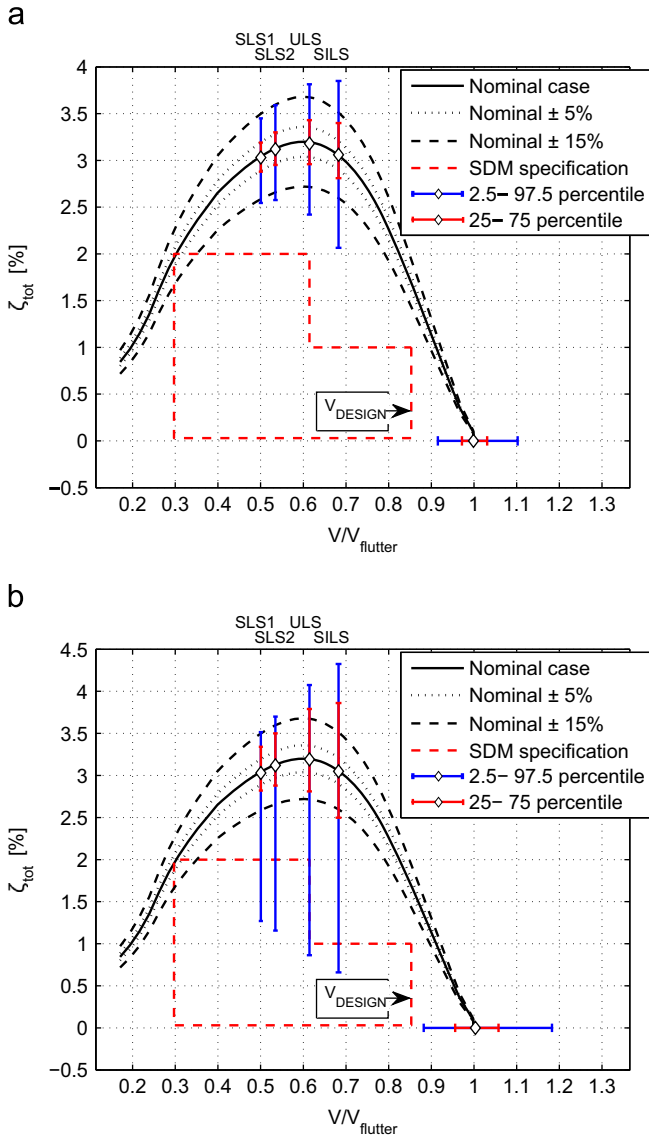 a
SLS1 ULS
SLS2 SILS
4
3.5
3
2.5
2
1.5
1
0.5
0
−0.5
ζtot [%]
Nominal case
Nominal ± 5%
Nominal ± 15%
SDM specification
2.5− 97.5 percentile
25− 75 percentile
VDESIGN
0.2 0.3 0.4 0.5 0.6 0.7 0.8 0.9 1 1.1 1.2 1.3
V/Vflutter
b
SLS1 ULS
SLS2 SILS
4.5
4
3.5
3
2.5
2
1.5
1
0.5
0
−0.5
ζtot [%]
Nominal case
Nominal ± 5%
Nominal ± 15%
SDM specification
2.5− 97.5 percentile
25− 75 percentile
VDESIGN
0.2 0.3 0.4 0.5 0.6 0.7 0.8 0.9 1 1.1 1.2 1.3
V/Vflutter